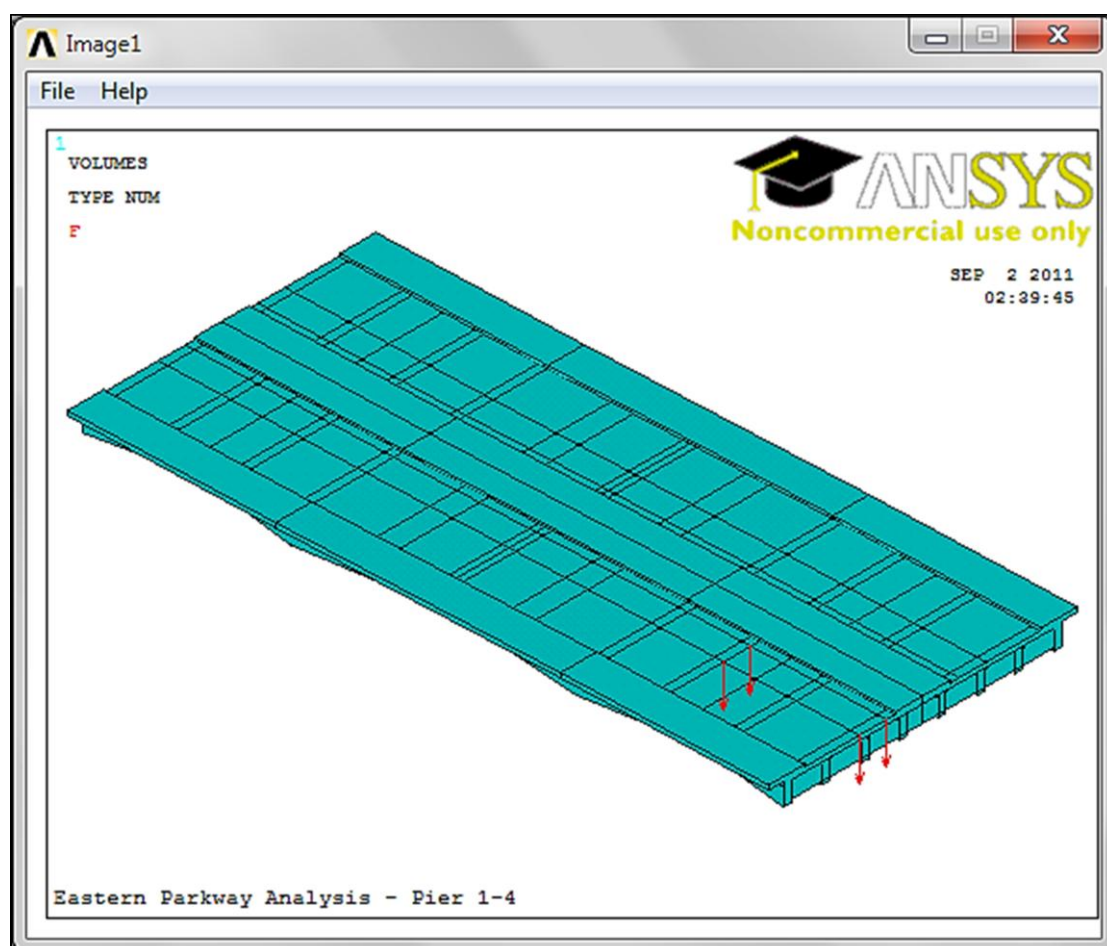 Image1
File Help
1
VOLUMES
TYPE NUM
F
ANSYS
Noncommercial use only
SEP 2 2011
02:39:45
Eastern Parkway Analysis - Pier 1-4